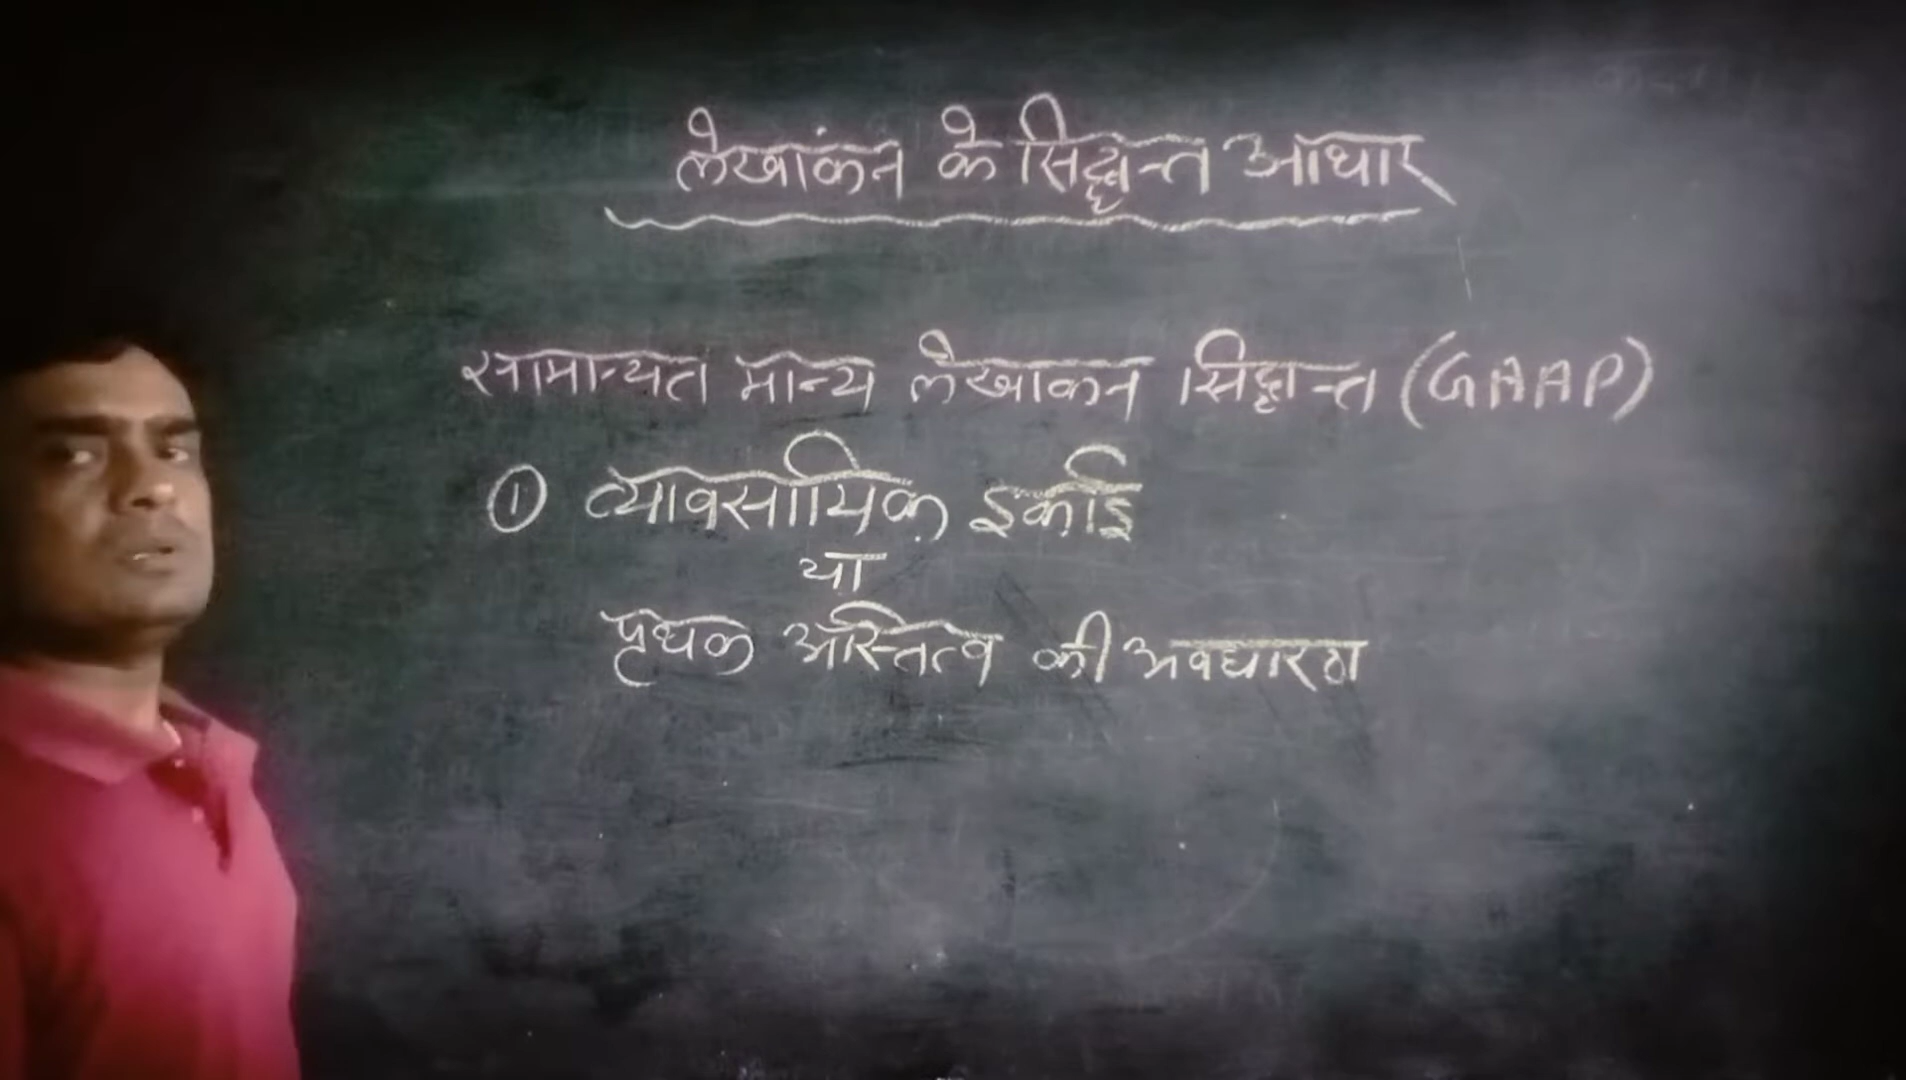 लेखांकन के सिद्धान्त आधार
सामान्यत मान्य लेखाकन सिद्धान्त (GAAP)
① व्यावसायिक इकाई
या
पृथक अस्तित्व की अवधारणा